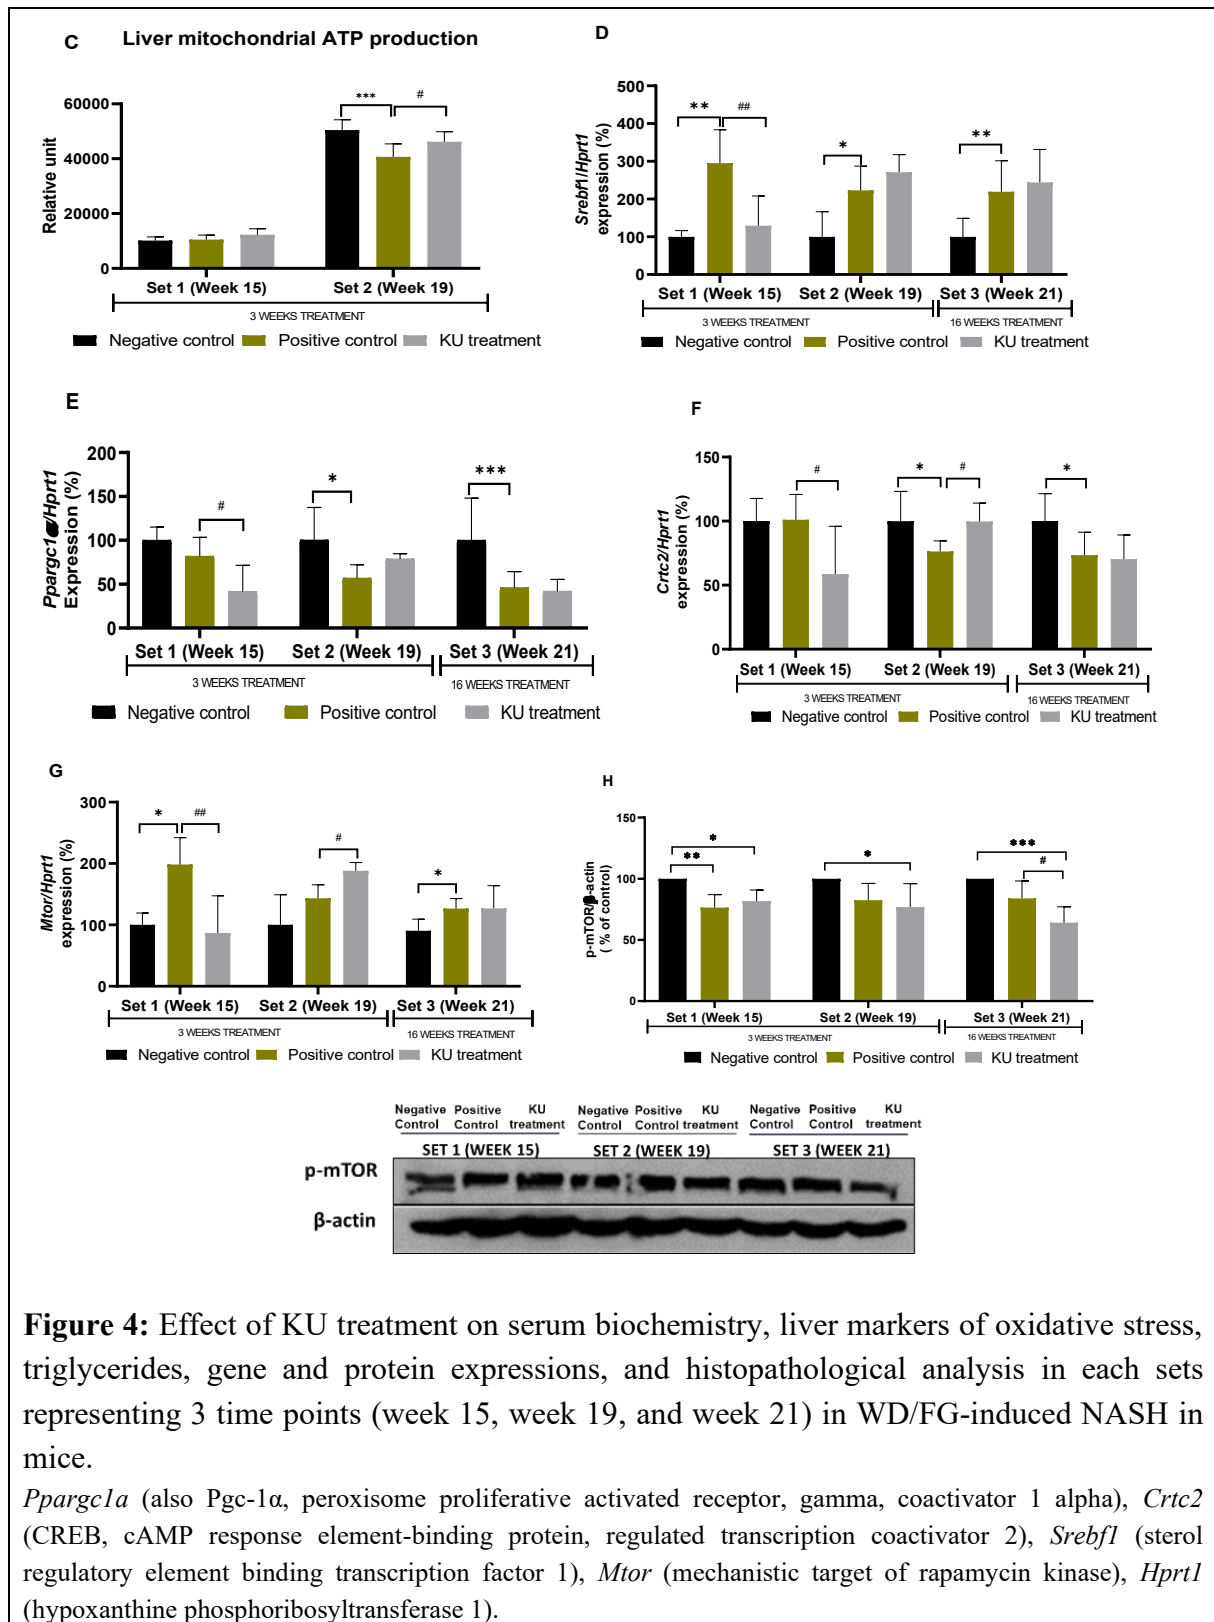 C Liver mitochondrial ATP production
Relative unit
60000
40000
20000
0
***
#
Set 1 (Week 15) Set 2 (Week 19)
3 WEEKS TREATMENT
Negative control Positive control KU treatment
D
Srebf1/Hprt1
expression (%)
500
400
300
200
100
0
** ## * **
Set 1 (Week 15) Set 2 (Week 19) Set 3 (Week 21)
3 WEEKS TREATMENT 16 WEEKS TREATMENT
Negative control Positive control KU treatment
E
Ppargc1α/Hprt1
Expression (%)
200
150
100
50
0
# * ***
Set 1 (Week 15) Set 2 (Week 19) Set 3 (Week 21)
3 WEEKS TREATMENT 16 WEEKS TREATMENT
Negative control Positive control KU treatment
F
Crtc2/Hprt1
expression (%)
150
100
50
0
# * # *
Set 1 (Week 15) Set 2 (Week 19) Set 3 (Week 21)
3 WEEKS TREATMENT 16 WEEKS TREATMENT
Negative control Positive control KU treatment
G
Mtor/Hprt1
expression (%)
300
200
100
0
* ## # *
Set 1 (Week 15) Set 2 (Week 19) Set 3 (Week 21)
3 WEEKS TREATMENT 16 WEEKS TREATMENT
Negative control Positive control KU treatment
H
p-mTOR/β-actin
( % of control)
150
100
50
0
* ** * *** #
Set 1 (Week 15) Set 2 (Week 19) Set 3 (Week 21)
3 WEEKS TREATMENT 16 WEEKS TREATMENT
Negative control Positive control KU treatment
Negative Positive KU Negative Positive KU Negative Positive KU
Control Control treatment Control Control treatment Control Control treatment
SET 1 (WEEK 15) SET 2 (WEEK 19) SET 3 (WEEK 21)
p-mTOR
β-actin
Figure 4: Effect of KU treatment on serum biochemistry, liver markers of oxidative stress,
triglycerides, gene and protein expressions, and histopathological analysis in each sets
representing 3 time points (week 15, week 19, and week 21) in WD/FG-induced NASH in
mice.
Ppargc1a (also Pgc-1α, peroxisome proliferative activated receptor, gamma, coactivator 1 alpha), Crtc2
(CREB, cAMP response element-binding protein, regulated transcription coactivator 2), Srebf1 (sterol
regulatory element binding transcription factor 1), Mtor (mechanistic target of rapamycin kinase), Hprt1
(hypoxanthine phosphoribosyltransferase 1).